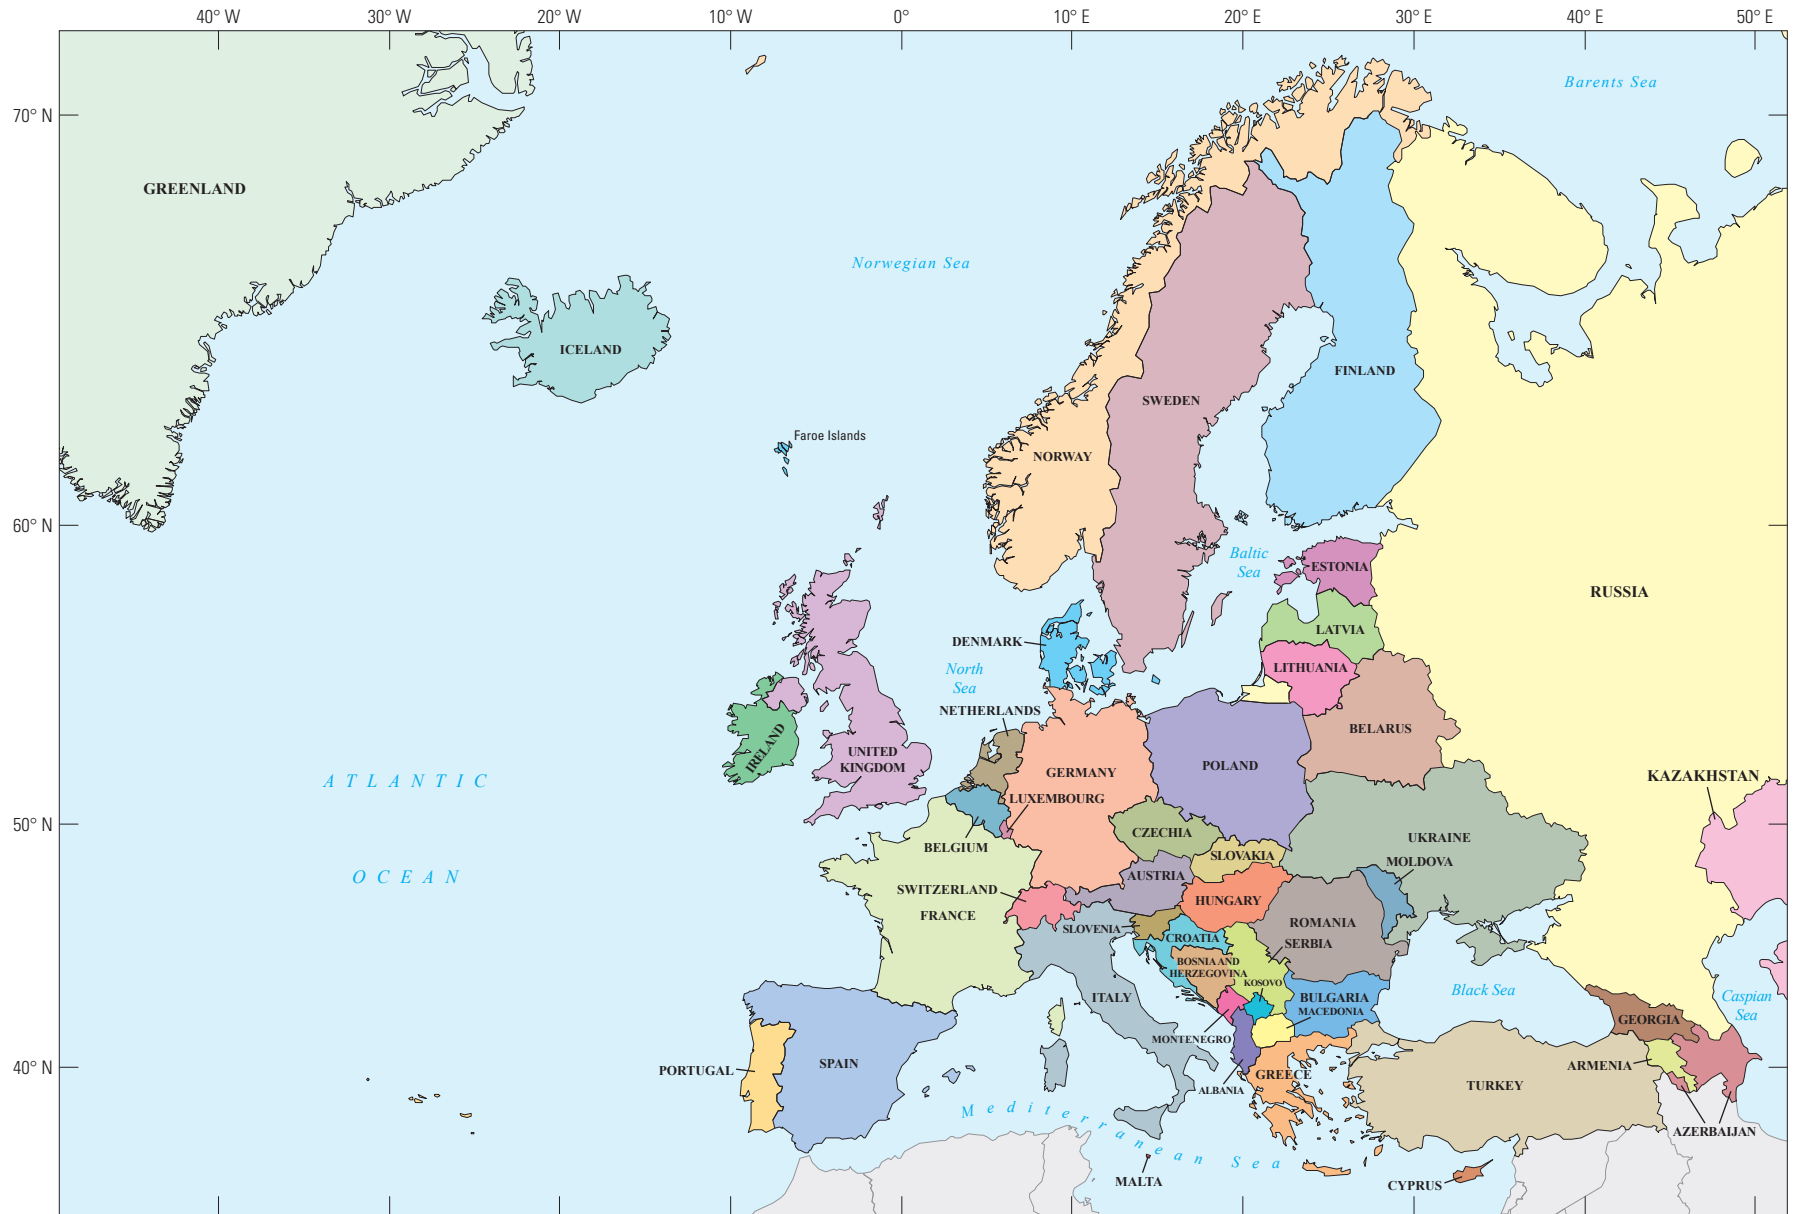 40° W
30° W
20° W
10° W
0°
10° E
20° E
30° E
40° E
50° E
Barents Sea
70° N
GREENLAND
Norwegian Sea
ICELAND
FINLAND
SWEDEN
Faroe Islands
NORWAY
60° N
Baltic
Sea
ESTONIA
RUSSIA
LATVIA
DENMARK
LITHUANIA
North
Sea
NETHERLANDS
BELARUS
IRELAND
UNITED
KINGDOM
POLAND
GERMANY
ATLANTIC
KAZAKHSTAN
LUXEMBOURG
50° N
CZECHIA
UKRAINE
BELGIUM
SLOVAKIA
MOLDOVA
OCEAN
AUSTRIA
SWITZERLAND
HUNGARY
FRANCE
ROMANIA
SLOVENIA
CROATIA
SERBIA
BOSNIA AND
HERZEGOVINA
KOSOVO
Black Sea
Caspian
Sea
ITALY
BULGARIA
MACEDONIA
GEORGIA
MONTENEGRO
40° N
SPAIN
PORTUGAL
ARMENIA
GREECE
ALBANIA
TURKEY
Mediterranean Sea
AZERBAIJAN
MALTA
CYPRUS